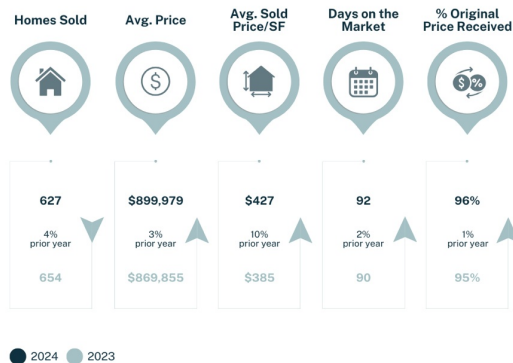 Homes Sold
Avg. Price
Avg. Sold
Price/SF
Days on the
Market
% Original
Price Received
$
$ %
627
$899,979
$427
92
96%
4%
prior year
3%
prior year
10%
prior year
2%
prior year
1%
prior year
654
$869,855
$385
90
95%
2024
2023